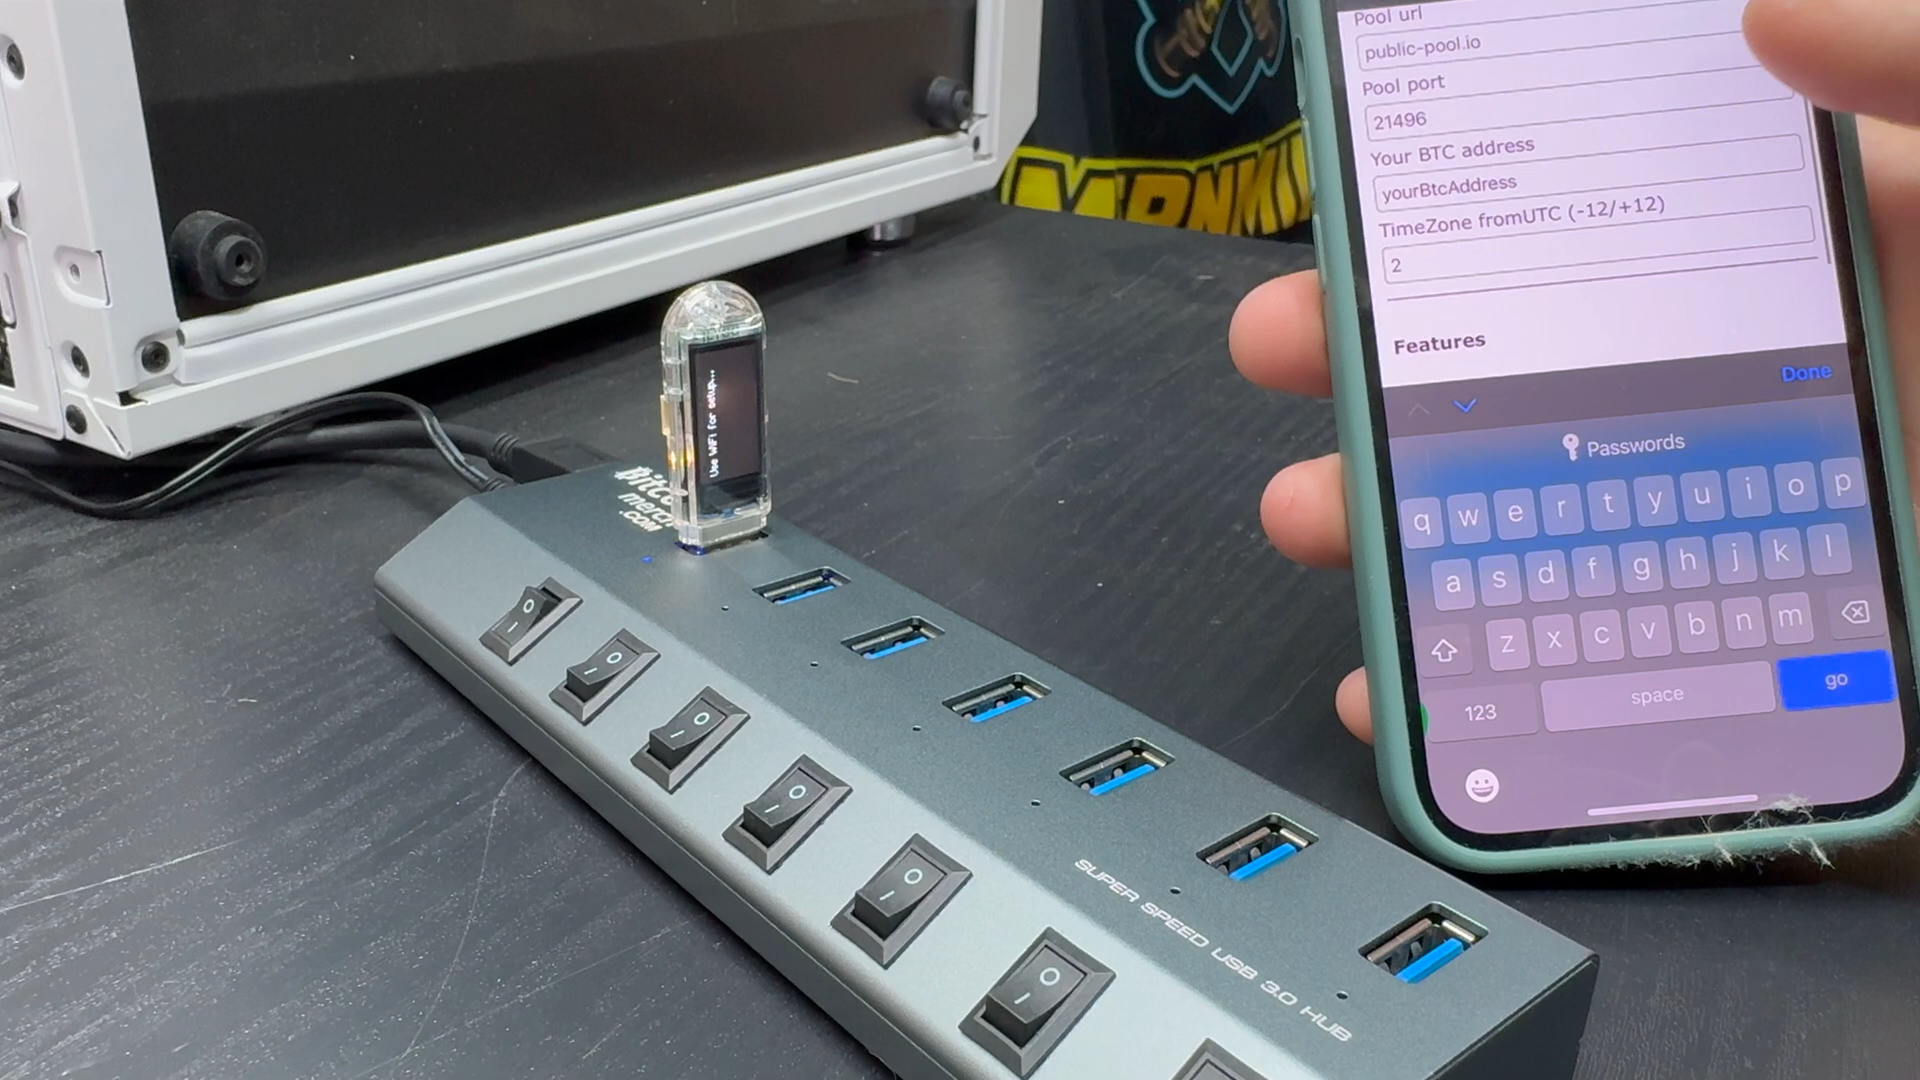 Pool url
public-pool.io
Pool port
21496
Your BTC address
yourBtcAddress
TimeZone fromUTC (-12/+12)
2
Features
Done
Passwords
q w e r t y u i o p
a s d f g h j k l
z x c v b n m
123 space go
Use WiFi for setup..
.COM
SUPER SPEED USB 3.0 HUB